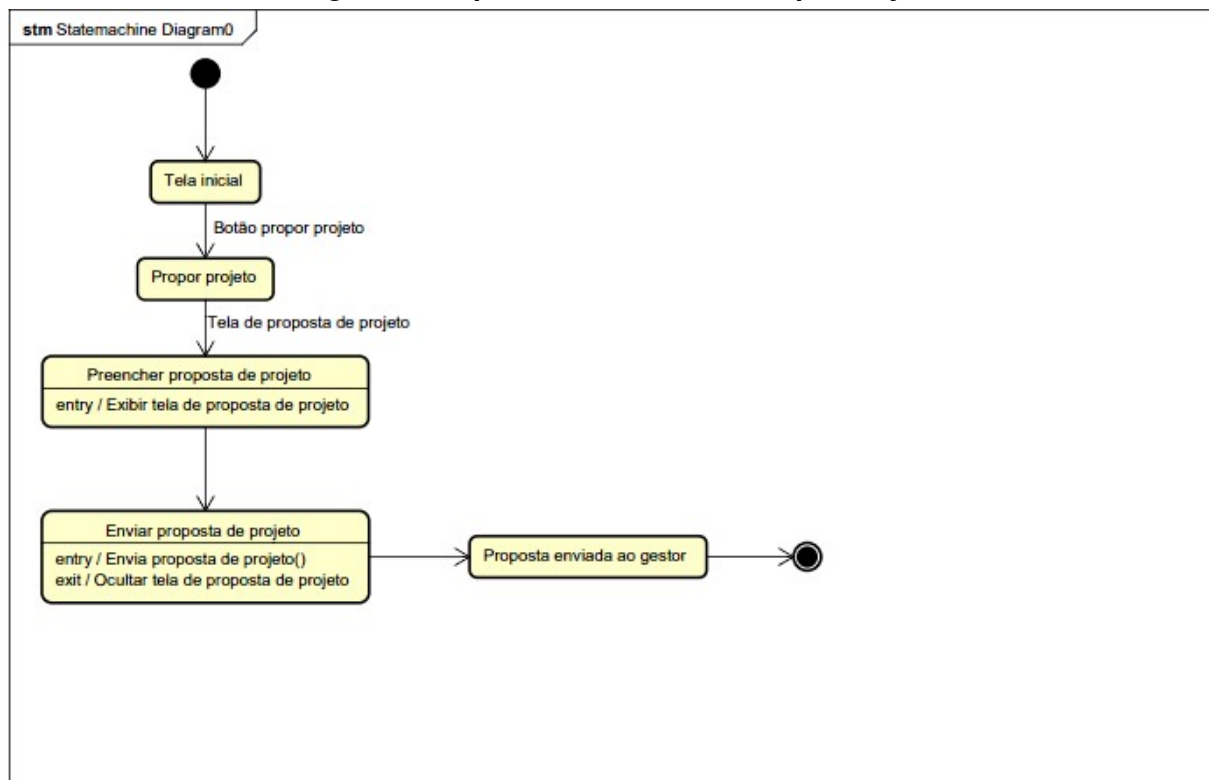 stm Statemachine Diagram0
Tela inicial
Botão propor projeto
Propor projeto
Tela de proposta de projeto
Preencher proposta de projeto
entry / Exibir tela de proposta de projeto
Enviar proposta de projeto
entry / Envia proposta de projeto()
exit / Ocultar tela de proposta de projeto
Proposta enviada ao gestor